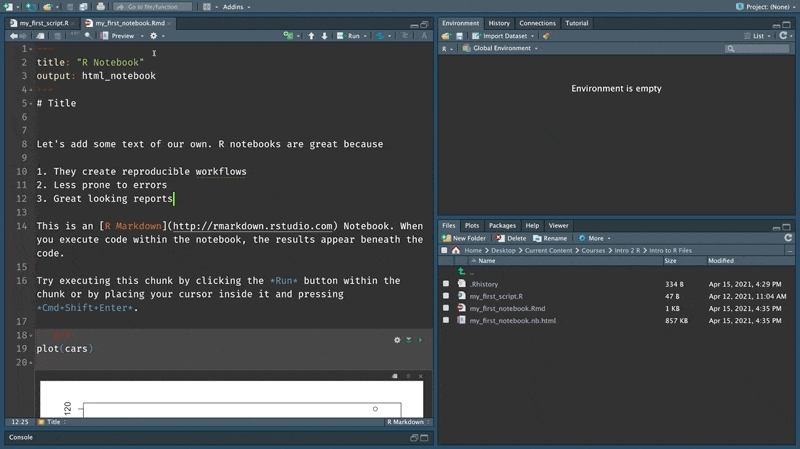 Go to file/function
Addins
Project: (None)
my_first_script.R
my_first_notebook.Rmd
Preview
Run
1 ---
2 title: "R Notebook"
3 output: html_notebook
4 ---
5 # Title
6
7
8 Let's add some text of our own. R notebooks are great because
9
10 1. They create reproducible workflows
11 2. Less prone to errors
12 3. Great looking reports
13
14 This is an [R Markdown](http://rmarkdown.rstudio.com) Notebook. When
you execute code within the notebook, the results appear beneath the
code.
15
16 Try executing this chunk by clicking the *Run* button within the
chunk or by placing your cursor inside it and pressing
*Cmd+Shift+Enter*.
17
18
19 plot(cars)
20
120
12:25
Title
R Markdown
Console
Environment
History
Connections
Tutorial
Import Dataset
List
R
Global Environment
Environment is empty
Files
Plots
Packages
Help
Viewer
New Folder
Delete
Rename
More
Home
Desktop
Current Content
Courses
Intro 2 R
Intro to R Files
Name
Size
Modified
..
.Rhistory
334 B
Apr 15, 2021, 4:29 PM
my_first_script.R
47 B
Apr 12, 2021, 11:04 AM
my_first_notebook.Rmd
1 KB
Apr 15, 2021, 4:35 PM
my_first_notebook.nb.html
857 KB
Apr 15, 2021, 4:35 PM